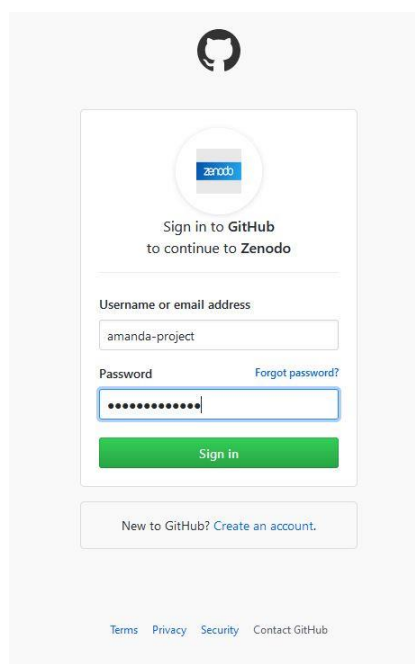 zenodo
Sign in to GitHub
to continue to Zenodo
Username or email address
amanda-project
Password Forgot password?
•••••••••••••
Sign in
New to GitHub? Create an account.
Terms Privacy Security Contact GitHub